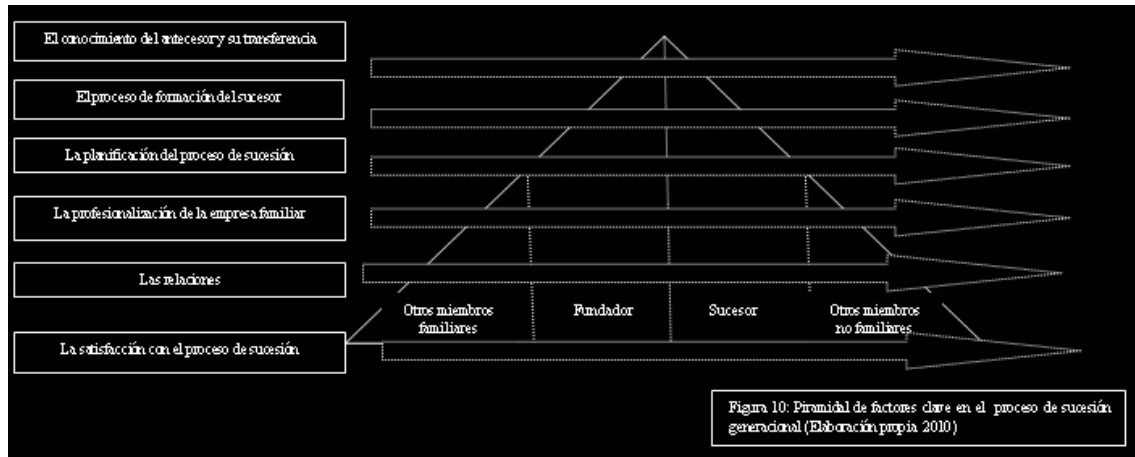 El conocimiento del antecesor y su transferencia
El proceso de formación del sucesor
La planificación del proceso de sucesión
La profesionalización de la empresa familiar
Las relaciones
Otros miembros
familiares
Fundador
Sucesor
Otros miembros
no familiares
La satisfacción con el proceso de sucesión
Figura 10: Piramidal de factores clave en el proceso de sucesión
generacional (Elaboración propia 2010)